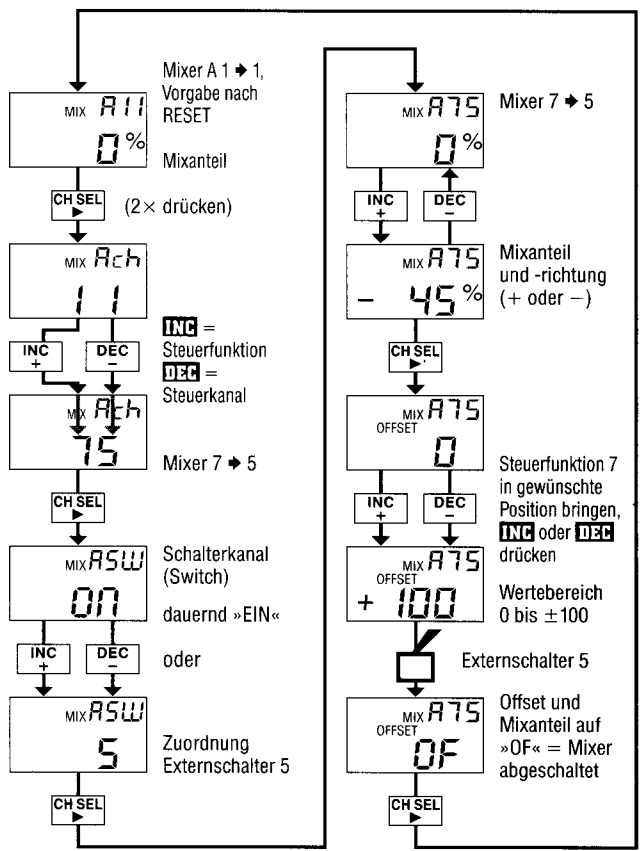 Mixer A 1 ➧ 1,
Vorgabe nach
RESET
MIX A11
0 %
Mixanteil
CH SEL
▶
(2× drücken)
MIX Ach
1 1
INC
+
DEC
−
INC =
Steuerfunktion
DEC =
Steuerkanal
MIX Ach
75
Mixer 7 ➧ 5
CH SEL
▶
MIX ASW
ON
Schalterkanal
(Switch)
dauernd »EIN«
INC
+
DEC
−
oder
MIX ASW
5
Zuordnung
Externschalter 5
CH SEL
▶
MIX A75
0 %
Mixer 7 ➧ 5
INC
+
DEC
−
MIX A75
− 45 %
Mixanteil
und -richtung
(+ oder −)
CH SEL
▶
MIX A75
OFFSET
0
INC
+
DEC
−
Steuerfunktion 7
in gewünschte
Position bringen,
INC oder DEC
drücken
MIX A75
OFFSET
+ 100
Wertebereich
0 bis ±100
Externschalter 5
MIX A75
OFFSET
OF
Offset und
Mixanteil auf
»OF« = Mixer
abgeschaltet
CH SEL
▶